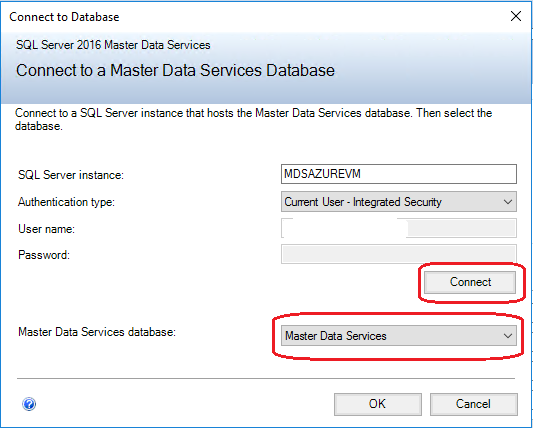 Connect to Database
SQL Server 2016 Master Data Services
Connect to a Master Data Services Database
Connect to a SQL Server instance that hosts the Master Data Services database. Then select the
database.
SQL Server instance: MDSAZUREVM
Authentication type: Current User - Integrated Security
User name:
Password:
Connect
Master Data Services database: Master Data Services
? OK Cancel